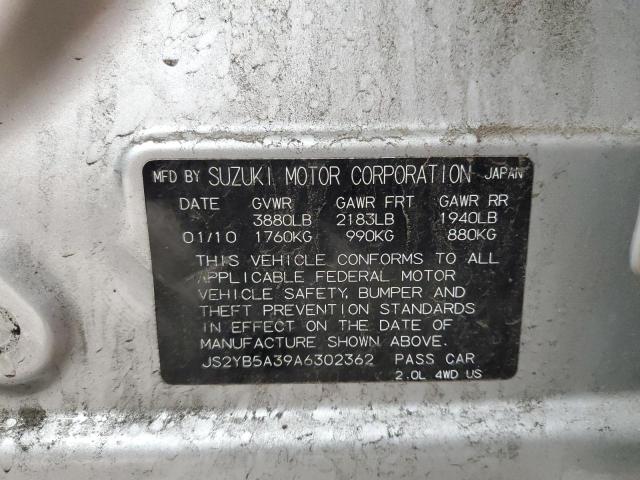 MFD BY SUZUKI MOTOR CORPORATION JAPAN
DATE GVWR GAWR FRT GAWR RR
3880LB 2183LB 1940LB
01/10 1760KG 990KG 880KG
THIS VEHICLE CONFORMS TO ALL
APPLICABLE FEDERAL MOTOR
VEHICLE SAFETY, BUMPER AND
THEFT PREVENTION STANDARDS
IN EFFECT ON THE DATE OF
MANUFACTURE SHOWN ABOVE.
JS2YB5A39A6302362 PASS CAR
2.0L 4WD US